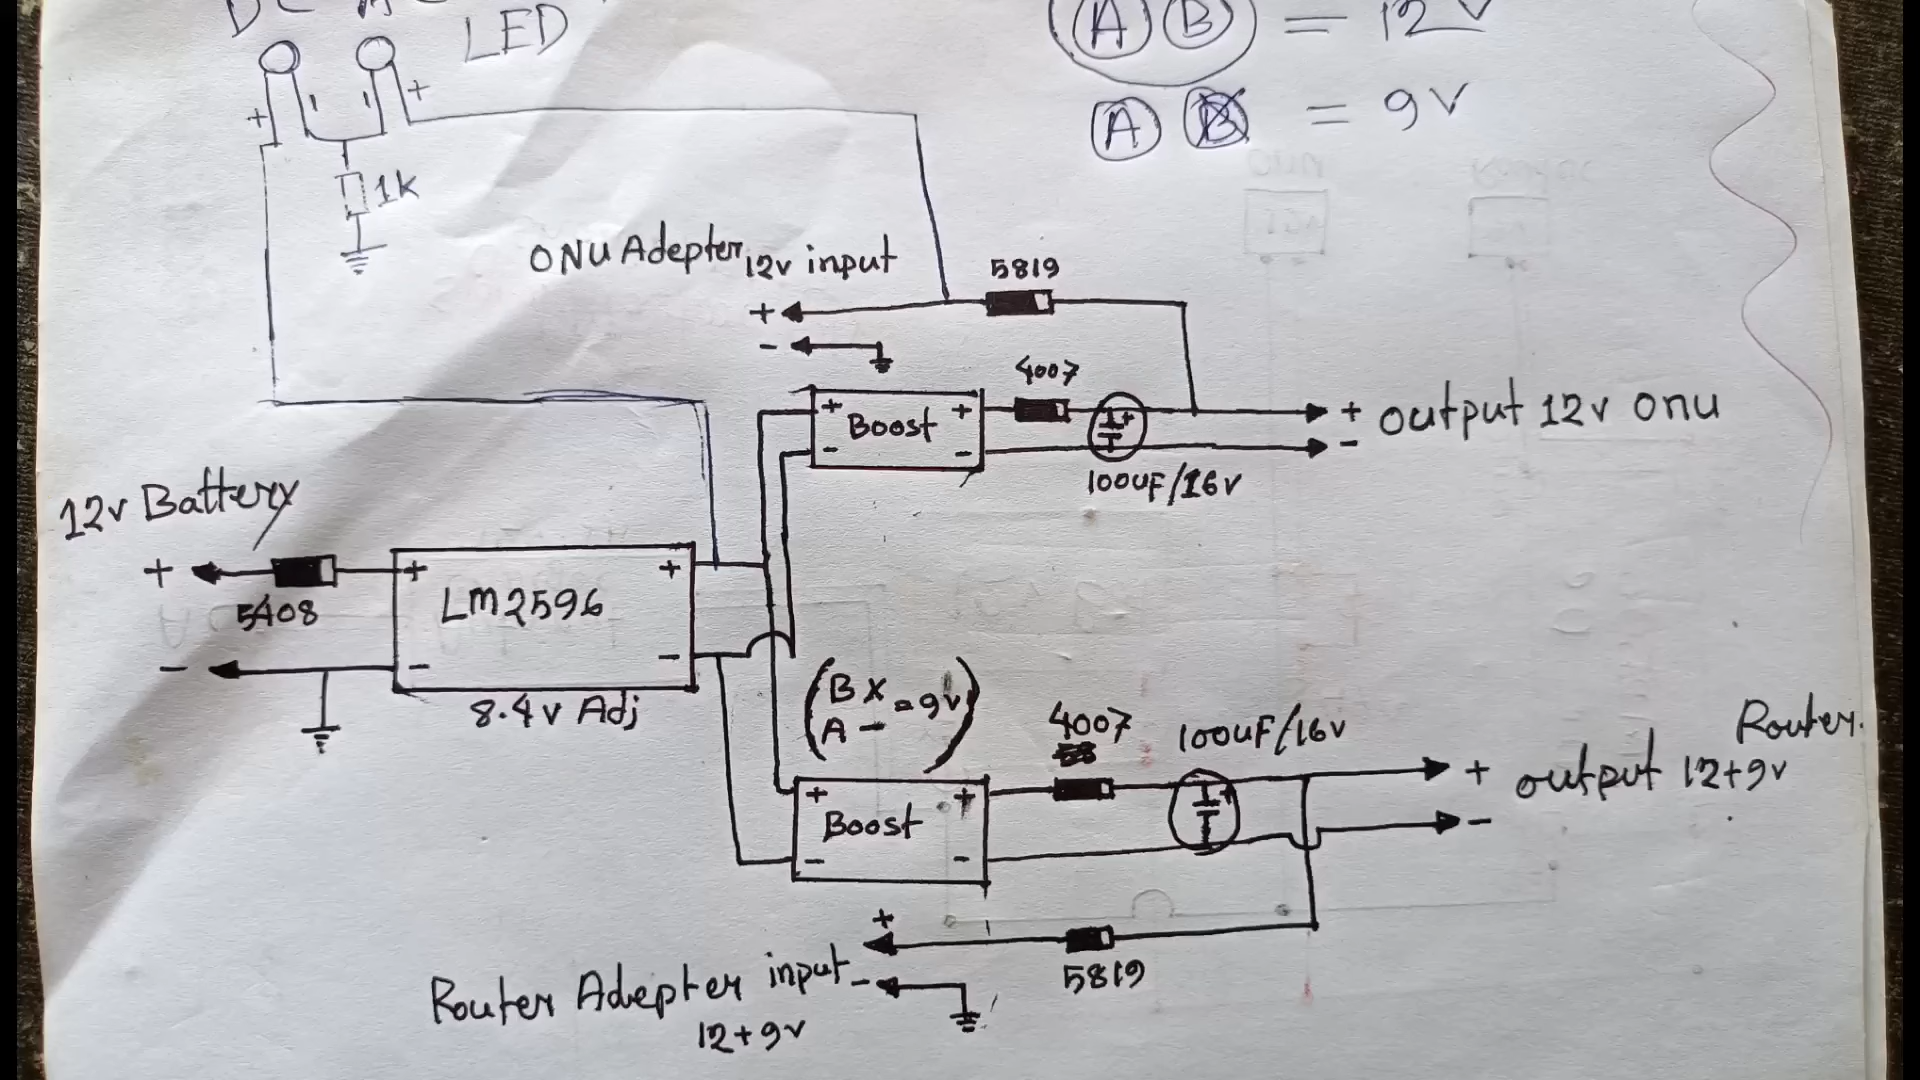 LED
(A) (B) = 12V
+ - - +
(A) (B) = 9V
1K
ONU Adepter 12v input
5819
+
-
4007
+ Boost +
- -
+
+ output 12v onu
-
100uF/16v
12v Battery
+
5408
-
+ LM2596 +
- -
8.4v Adj
(B X
A - = 9v)
4007
100uF/16v
Router.
+ Boost +
- -
+
+ output 12+9v
-
+
Router Adepter input -
12+9v
5819